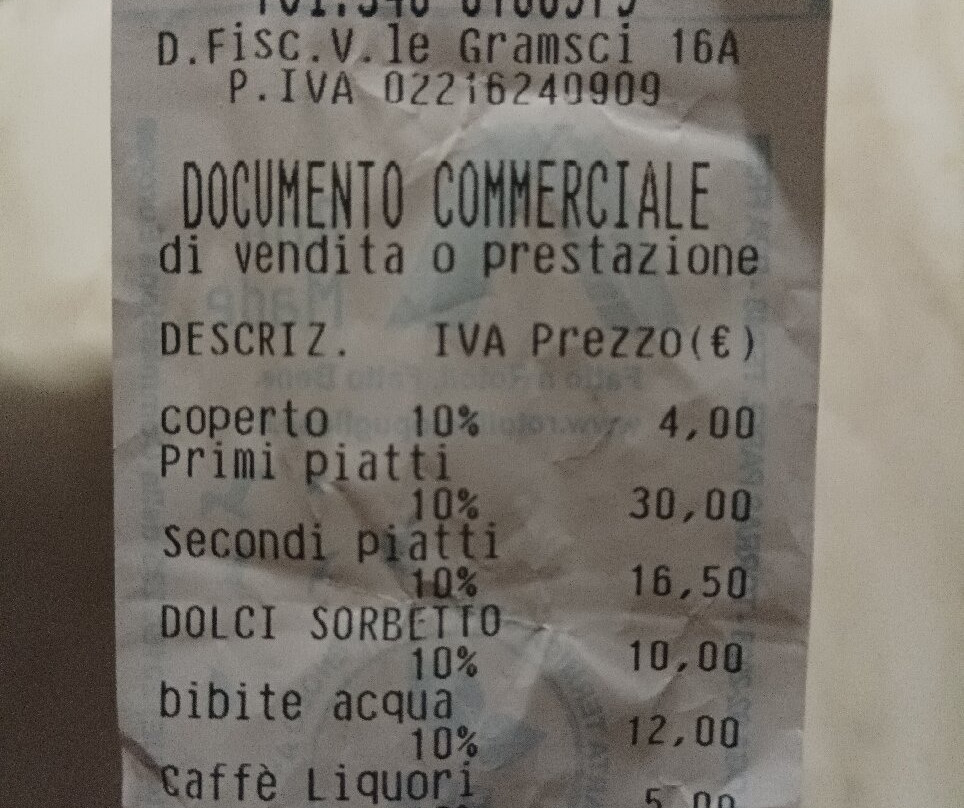 D.Fisc.V.le Gramsci 16A
P.IVA 02216240909
DOCUMENTO COMMERCIALE
di vendita o prestazione
DESCRIZ. IVA Prezzo(€)
coperto 10% 4,00
Primi piatti
10% 30,00
Secondi piatti
10% 16,50
DOLCI SORBETTO
10% 10,00
bibite acqua
10% 12,00
Caffè Liquori
5,00